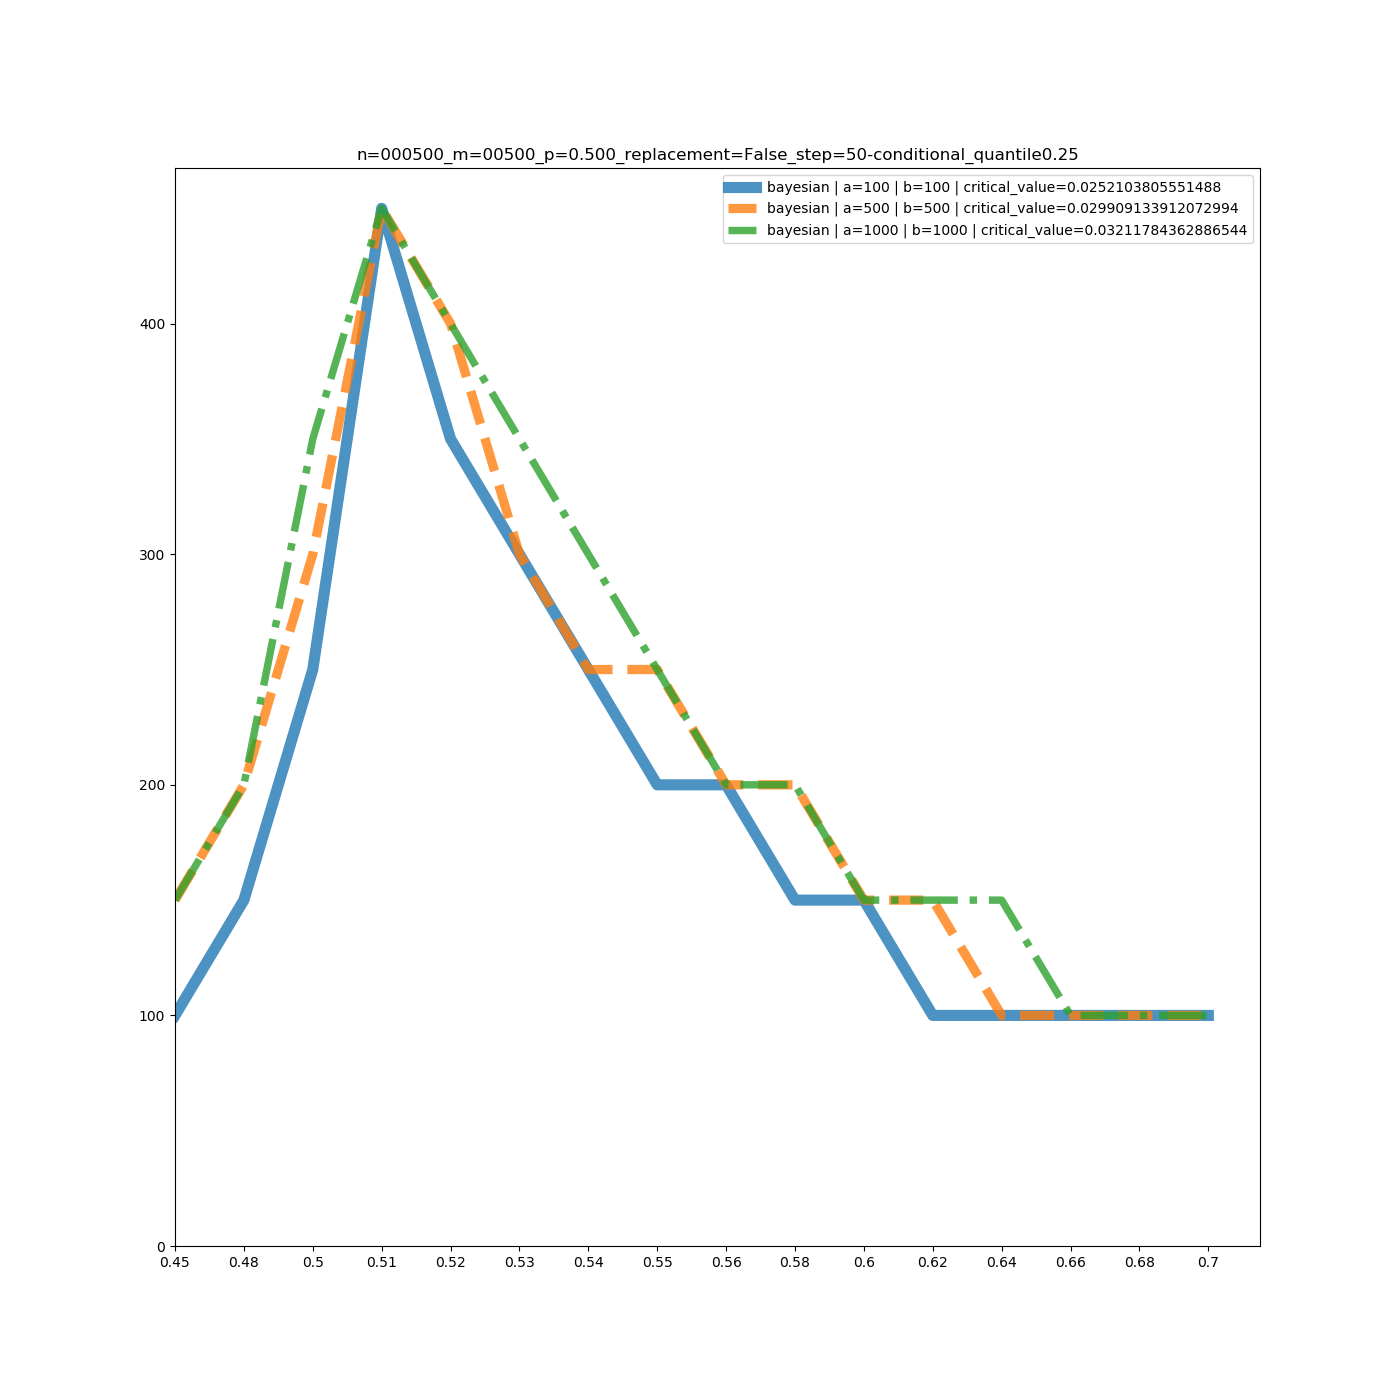 n=000500_m=00500_p=0.500_replacement=False_step=50-conditional_quantile0.25
bayesian | a=100 | b=100 | critical_value=0.0252103805551488
bayesian | a=500 | b=500 | critical_value=0.029909133912072994
bayesian | a=1000 | b=1000 | critical_value=0.03211784362886544
400
300
200
100
0
0.45 0.48 0.5 0.51 0.52 0.53 0.54 0.55 0.56 0.58 0.6 0.62 0.64 0.66 0.68 0.7